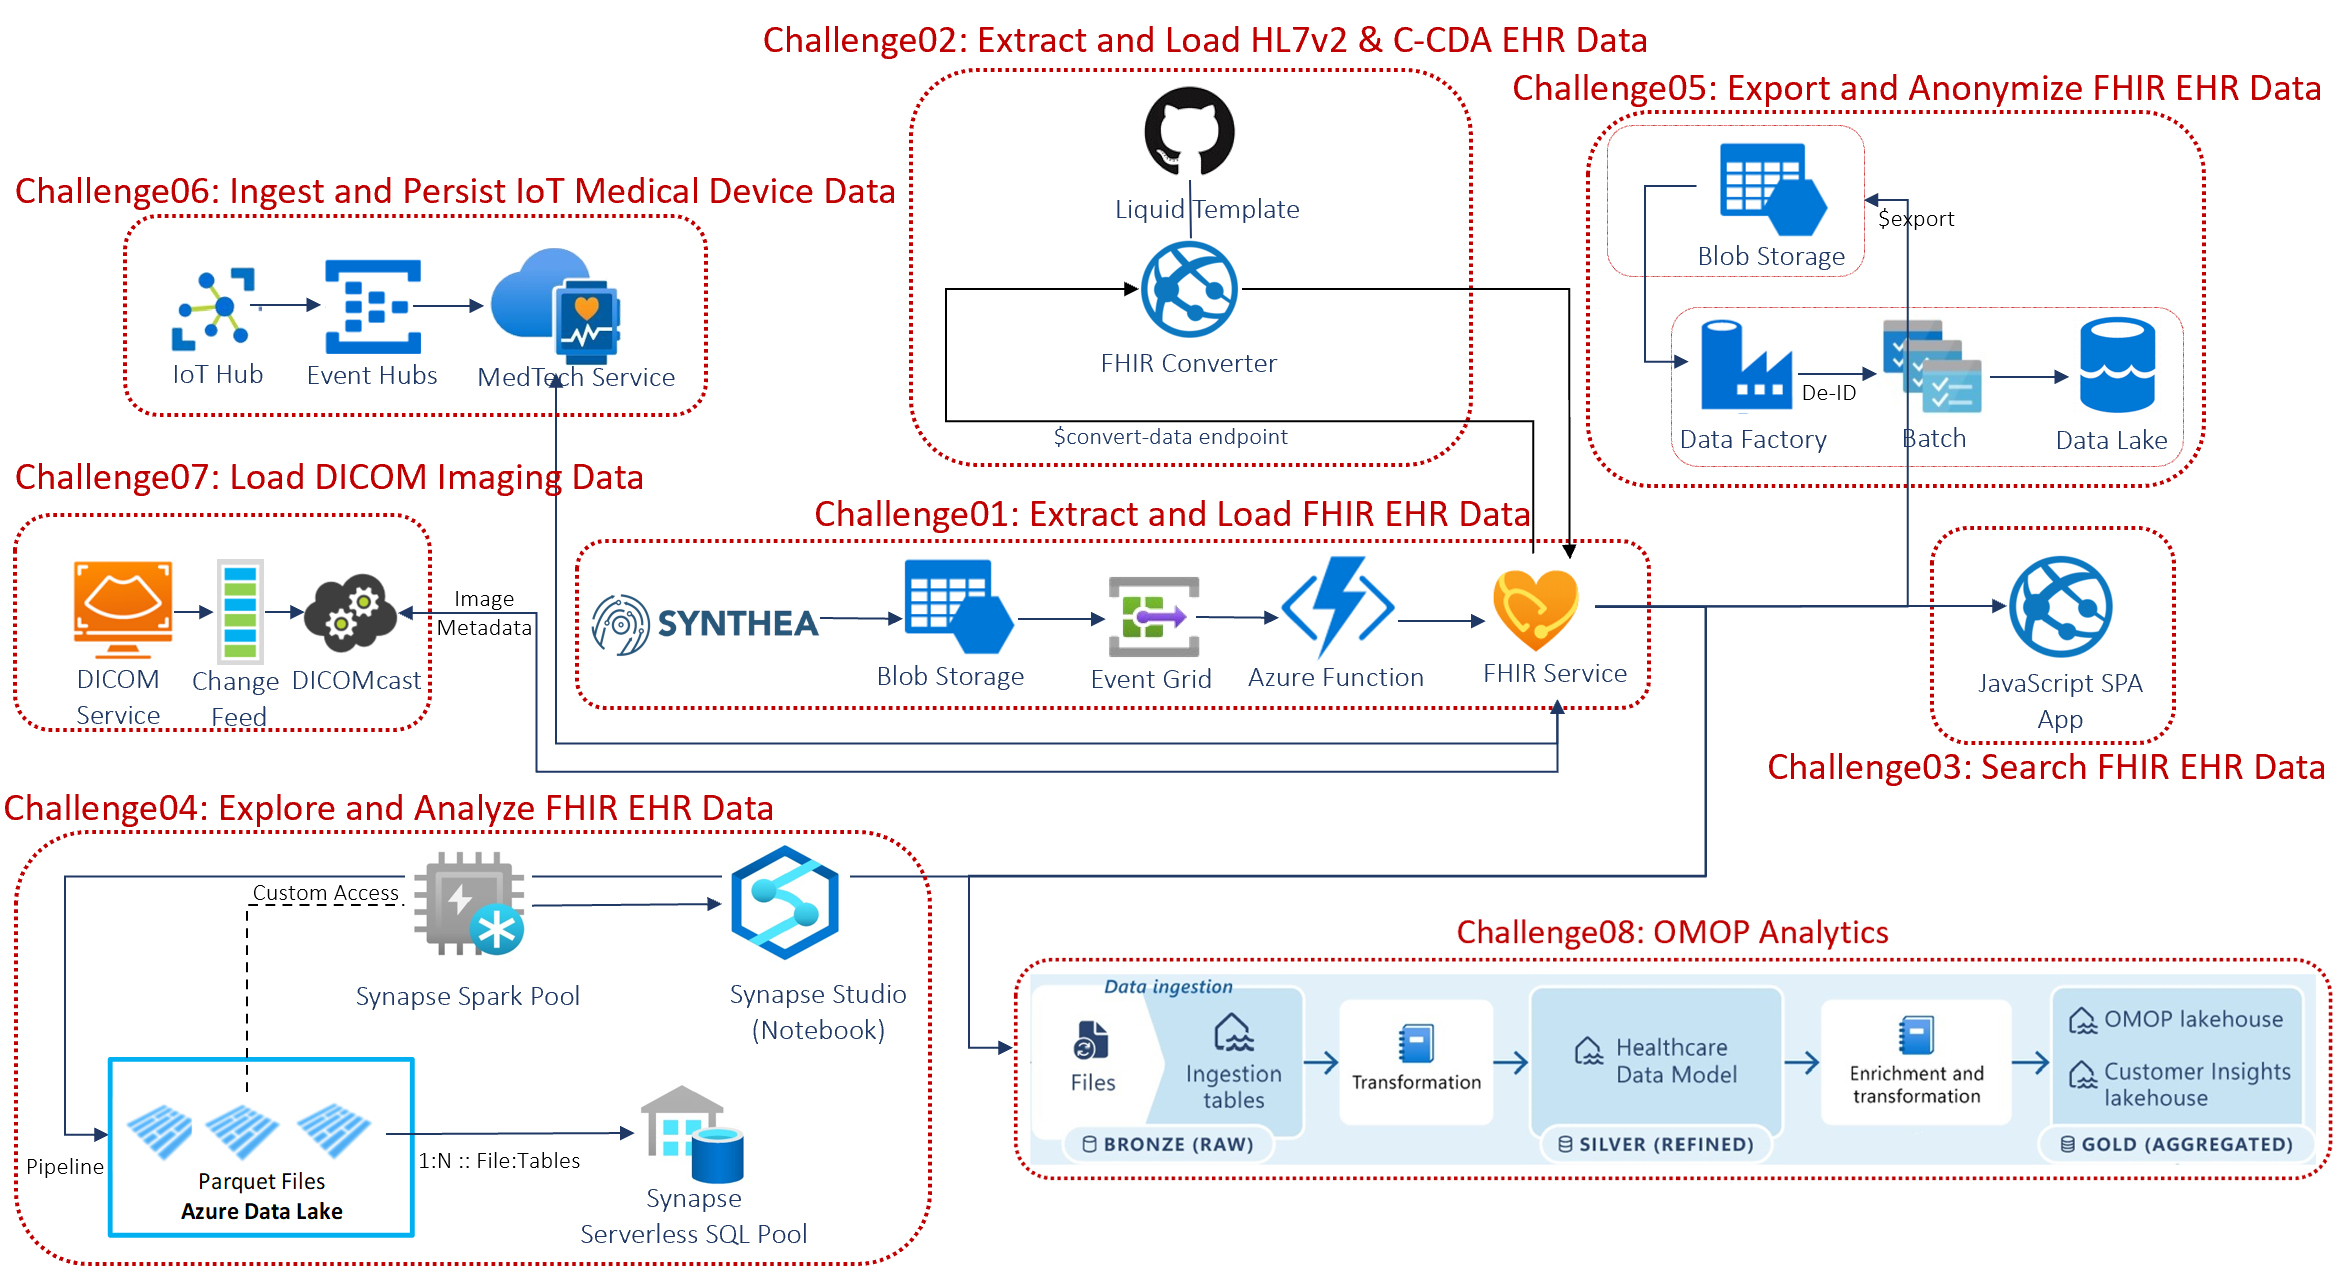 Challenge02: Extract and Load HL7v2 & C-CDA EHR Data
Liquid Template
FHIR Converter
$convert-data endpoint
Challenge05: Export and Anonymize FHIR EHR Data
Blob Storage
$export
Data Factory
De-ID
Batch
Data Lake
Challenge06: Ingest and Persist IoT Medical Device Data
IoT Hub
Event Hubs
MedTech Service
Challenge07: Load DICOM Imaging Data
DICOM
Service
Change
Feed
DICOMcast
Image
Metadata
Challenge01: Extract and Load FHIR EHR Data
SYNTHEA
Blob Storage
Event Grid
Azure Function
FHIR Service
JavaScript SPA
App
Challenge03: Search FHIR EHR Data
Challenge04: Explore and Analyze FHIR EHR Data
Custom Access
Synapse Spark Pool
Synapse Studio
(Notebook)
Pipeline
Parquet Files
Azure Data Lake
1:N :: File:Tables
Synapse
Serverless SQL Pool
Challenge08: OMOP Analytics
Data ingestion
Files
Ingestion
tables
BRONZE (RAW)
Transformation
Healthcare
Data Model
SILVER (REFINED)
Enrichment and
transformation
OMOP lakehouse
Customer Insights
lakehouse
GOLD (AGGREGATED)